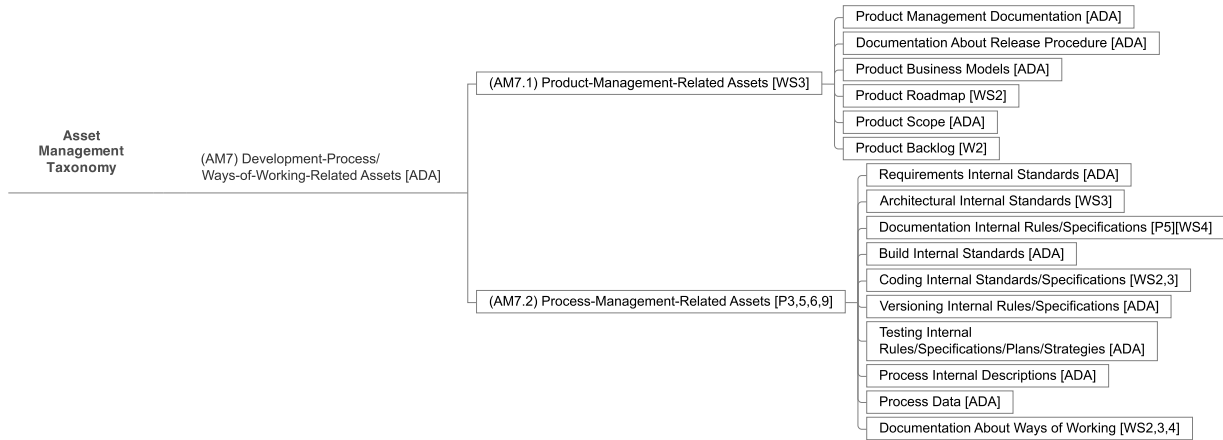 Asset
Management
Taxonomy
(AM7) Development-Process/
Ways-of-Working-Related Assets [ADA]
(AM7.1) Product-Management-Related Assets [WS3]
Product Management Documentation [ADA]
Documentation About Release Procedure [ADA]
Product Business Models [ADA]
Product Roadmap [WS2]
Product Scope [ADA]
Product Backlog [W2]
(AM7.2) Process-Management-Related Assets [P3,5,6,9]
Requirements Internal Standards [ADA]
Architectural Internal Standards [WS3]
Documentation Internal Rules/Specifications [P5][WS4]
Build Internal Standards [ADA]
Coding Internal Standards/Specifications [WS2,3]
Versioning Internal Rules/Specifications [ADA]
Testing Internal
Rules/Specifications/Plans/Strategies [ADA]
Process Internal Descriptions [ADA]
Process Data [ADA]
Documentation About Ways of Working [WS2,3,4]